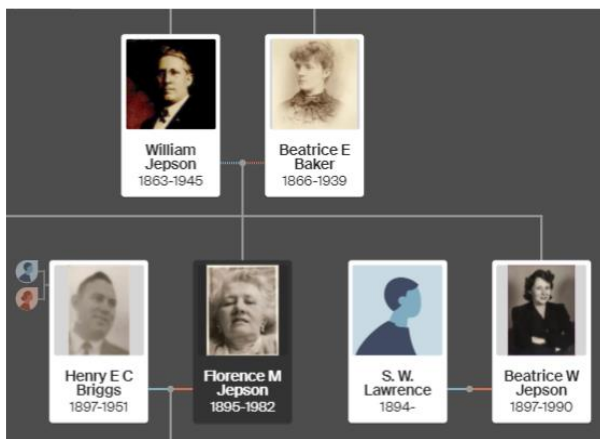 William
Jepson
1863-1945
Beatrice E
Baker
1866-1939
Henry E C
Briggs
1897-1951
Florence M
Jepson
1895-1982
S. W.
Lawrence
1894-
Beatrice W
Jepson
1897-1990